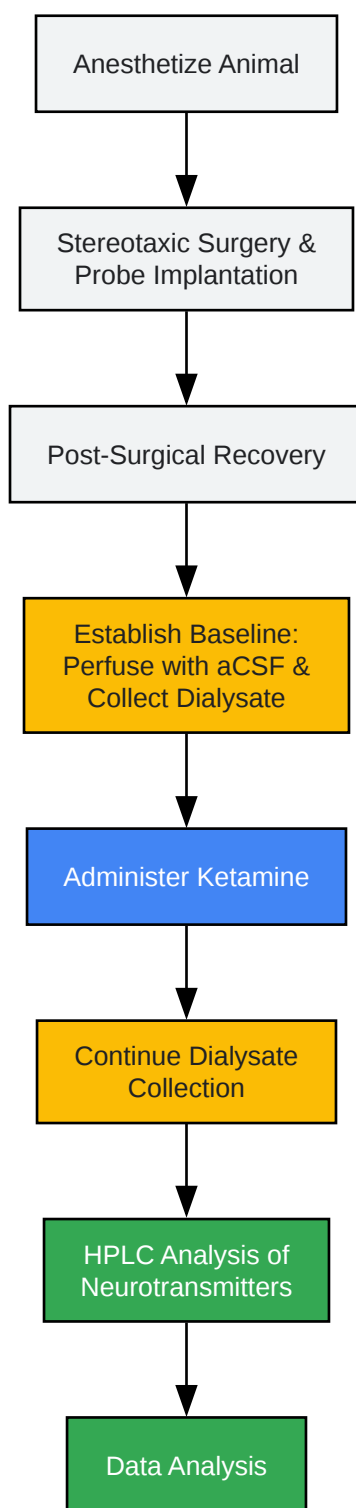 Anesthetize Animal
Stereotaxic Surgery &
Probe Implantation
Post-Surgical Recovery
Establish Baseline:
Perfuse with aCSF &
Collect Dialysate
Administer Ketamine
Continue Dialysate
Collection
HPLC Analysis of
Neurotransmitters
Data Analysis